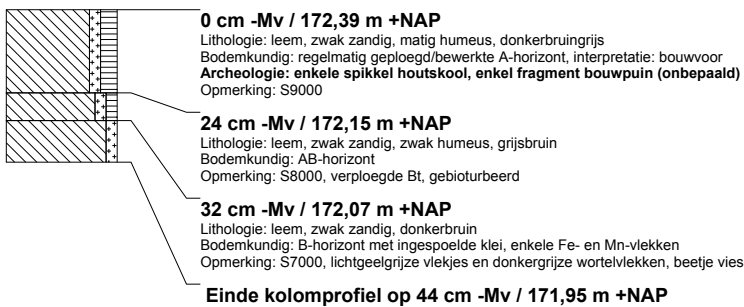 0 cm -Mv / 172,39 m +NAP
Lithologie: leem, zwak zandig, matig humeus, donkerbruingrijs
Bodemkundig: regelmatig geploegd/bewerkte A-horizont, interpretatie: bouwvoor
Archeologie: enkele spikkel houtskool, enkel fragment bouwpuin (onbepaald)
Opmerking: S9000
24 cm -Mv / 172,15 m +NAP
Lithologie: leem, zwak zandig, zwak humeus, grijsbruin
Bodemkundig: AB-horizont
Opmerking: S8000, verploegde Bt, gebioturbeerd
32 cm -Mv / 172,07 m +NAP
Lithologie: leem, zwak zandig, donkerbruin
Bodemkundig: B-horizont met ingespoelde klei, enkele Fe- en Mn-vlekken
Opmerking: S7000, lichtgeelgrijze vlekjes en donkergrijze wortelvlekken, beetje vies
Einde kolomprofiel op 44 cm -Mv / 171,95 m +NAP